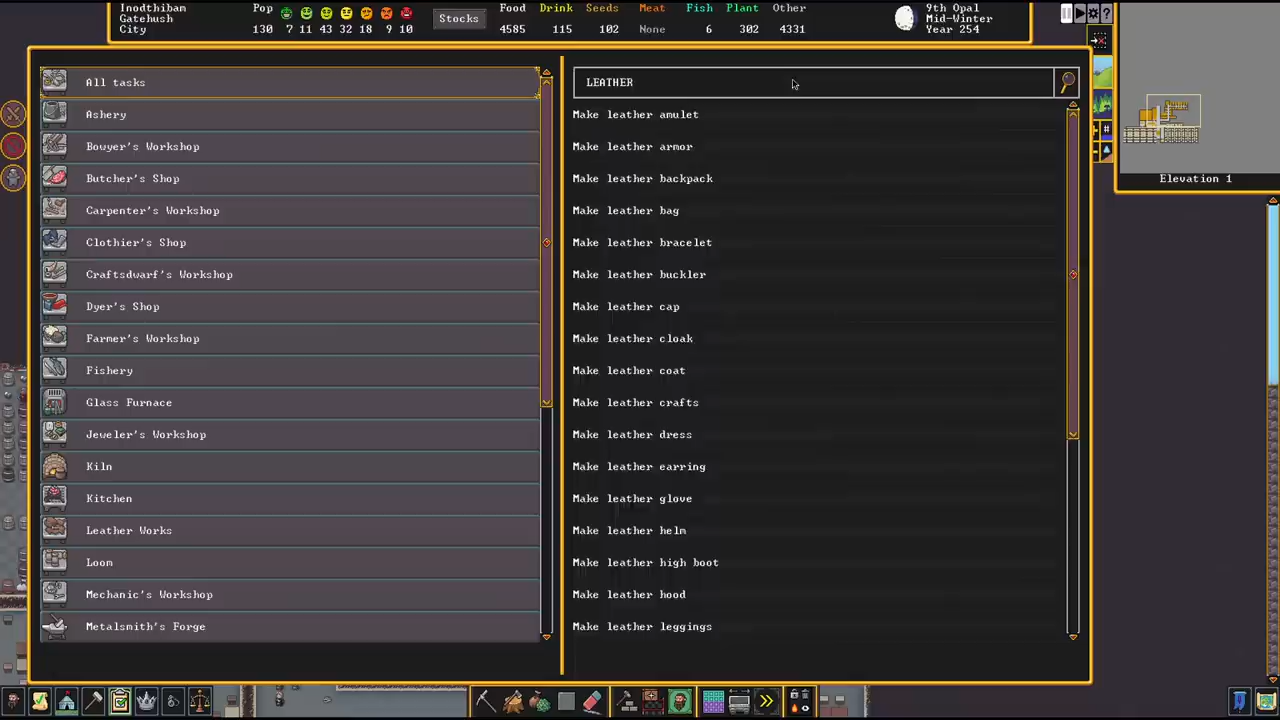 Inodthibam
Gatehush
City
Pop
130
7 11 43 32 18 9 10
Stocks
Food Drink Seeds Meat Fish Plant Other
4585 115 102 None 6 302 4331
9th Opal
Mid-Winter
Year 254
Elevation 1
All tasks
Ashery
Bowyer's Workshop
Butcher's Shop
Carpenter's Workshop
Clothier's Shop
Craftsdwarf's Workshop
Dyer's Shop
Farmer's Workshop
Fishery
Glass Furnace
Jeweler's Workshop
Kiln
Kitchen
Leather Works
Loom
Mechanic's Workshop
Metalsmith's Forge
LEATHER
Make leather amulet
Make leather armor
Make leather backpack
Make leather bag
Make leather bracelet
Make leather buckler
Make leather cap
Make leather cloak
Make leather coat
Make leather crafts
Make leather dress
Make leather earring
Make leather glove
Make leather helm
Make leather high boot
Make leather hood
Make leather leggings